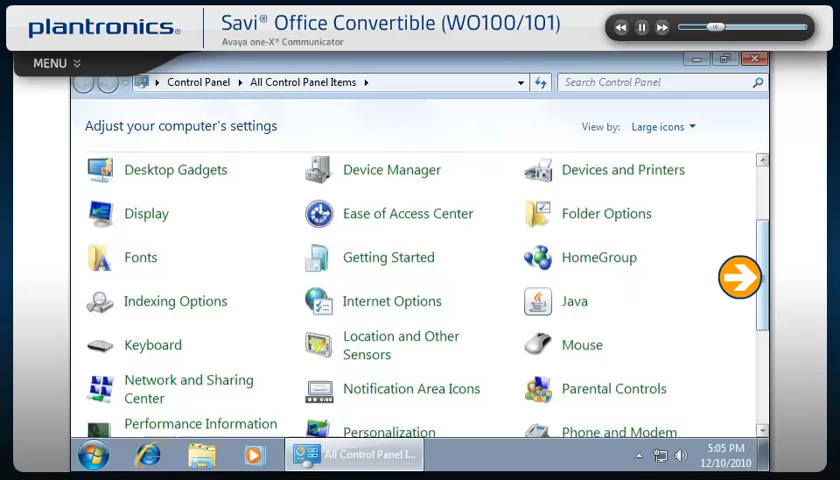 plantronics®
Savi® Office Convertible (WO100/101)
Avaya one-X® Communicator
MENU
Control Panel
All Control Panel Items
Search Control Panel
Adjust your computer's settings
View by:
Large icons
Desktop Gadgets
Device Manager
Devices and Printers
Display
Ease of Access Center
Folder Options
Fonts
Getting Started
HomeGroup
Indexing Options
Internet Options
Java
Keyboard
Location and Other
Sensors
Mouse
Network and Sharing
Center
Notification Area Icons
Parental Controls
Performance Information
Personalization
Phone and Modem
All Control Panel I...
5:05 PM
12/10/2010